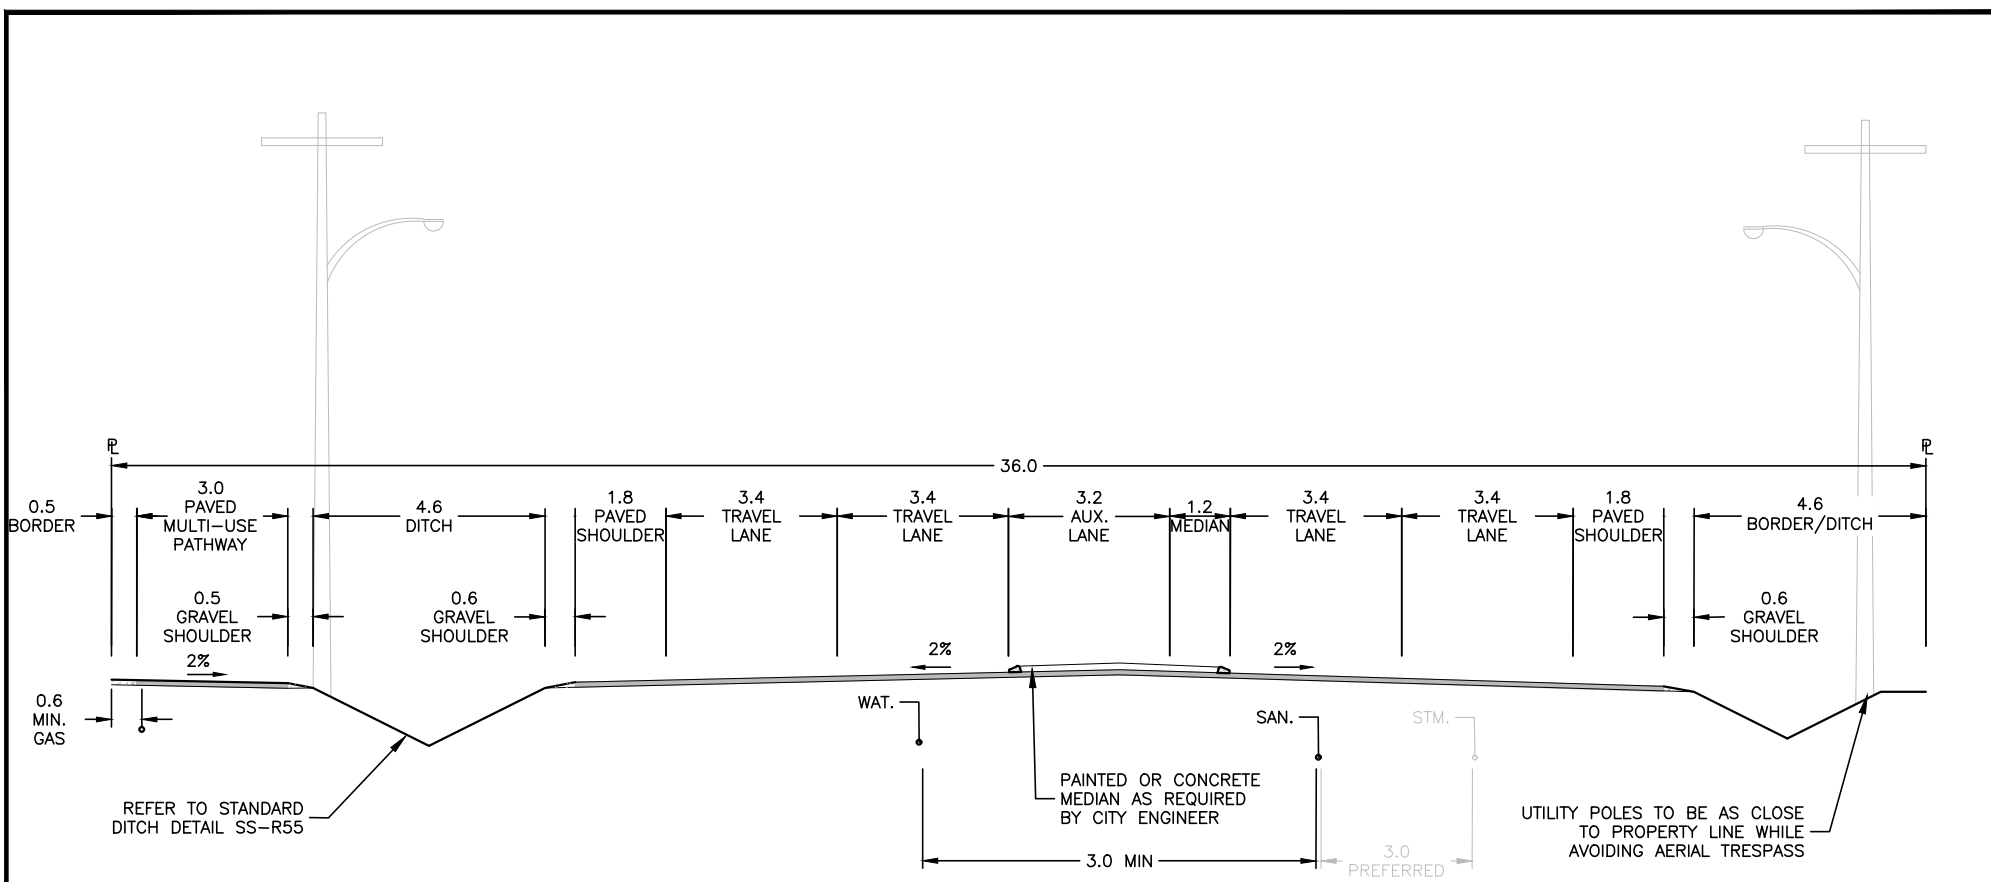 ℄
℄
36.0
0.5
BORDER
3.0
PAVED
MULTI-USE
PATHWAY
4.6
DITCH
1.8
PAVED
SHOULDER
3.4
TRAVEL
LANE
3.4
TRAVEL
LANE
3.2
AUX.
LANE
1.2
MEDIAN
3.4
TRAVEL
LANE
3.4
TRAVEL
LANE
1.8
PAVED
SHOULDER
4.6
BORDER/DITCH
0.5
GRAVEL
SHOULDER
0.6
GRAVEL
SHOULDER
0.6
GRAVEL
SHOULDER
2%
2%
2%
0.6
MIN.
GAS
WAT.
SAN.
STM.
REFER TO STANDARD
DITCH DETAIL SS-R55
PAINTED OR CONCRETE
MEDIAN AS REQUIRED
BY CITY ENGINEER
UTILITY POLES TO BE AS CLOSE
TO PROPERTY LINE WHILE
AVOIDING AERIAL TRESPASS
3.0 MIN
3.0
PREFERRED